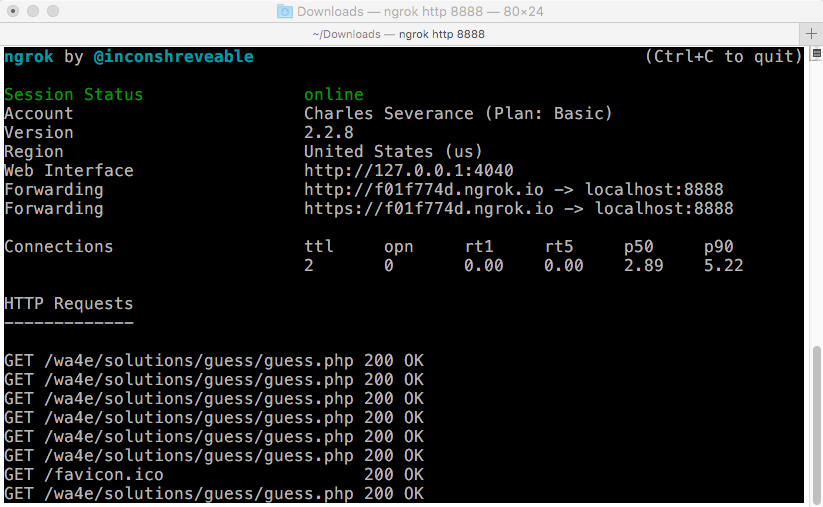 Downloads — ngrok http 8888 — 80×24
~/Downloads — ngrok http 8888 +
ngrok by @inconshreveable (Ctrl+C to quit)
Session Status online
Account Charles Severance (Plan: Basic)
Version 2.2.8
Region United States (us)
Web Interface http://127.0.0.1:4040
Forwarding http://f01f774d.ngrok.io -> localhost:8888
Forwarding https://f01f774d.ngrok.io -> localhost:8888
Connections ttl opn rt1 rt5 p50 p90
2 0 0.00 0.00 2.89 5.22
HTTP Requests
-------------
GET /wa4e/solutions/guess/guess.php 200 OK
GET /wa4e/solutions/guess/guess.php 200 OK
GET /wa4e/solutions/guess/guess.php 200 OK
GET /wa4e/solutions/guess/guess.php 200 OK
GET /wa4e/solutions/guess/guess.php 200 OK
GET /wa4e/solutions/guess/guess.php 200 OK
GET /favicon.ico 200 OK
GET /wa4e/solutions/guess/guess.php 200 OK